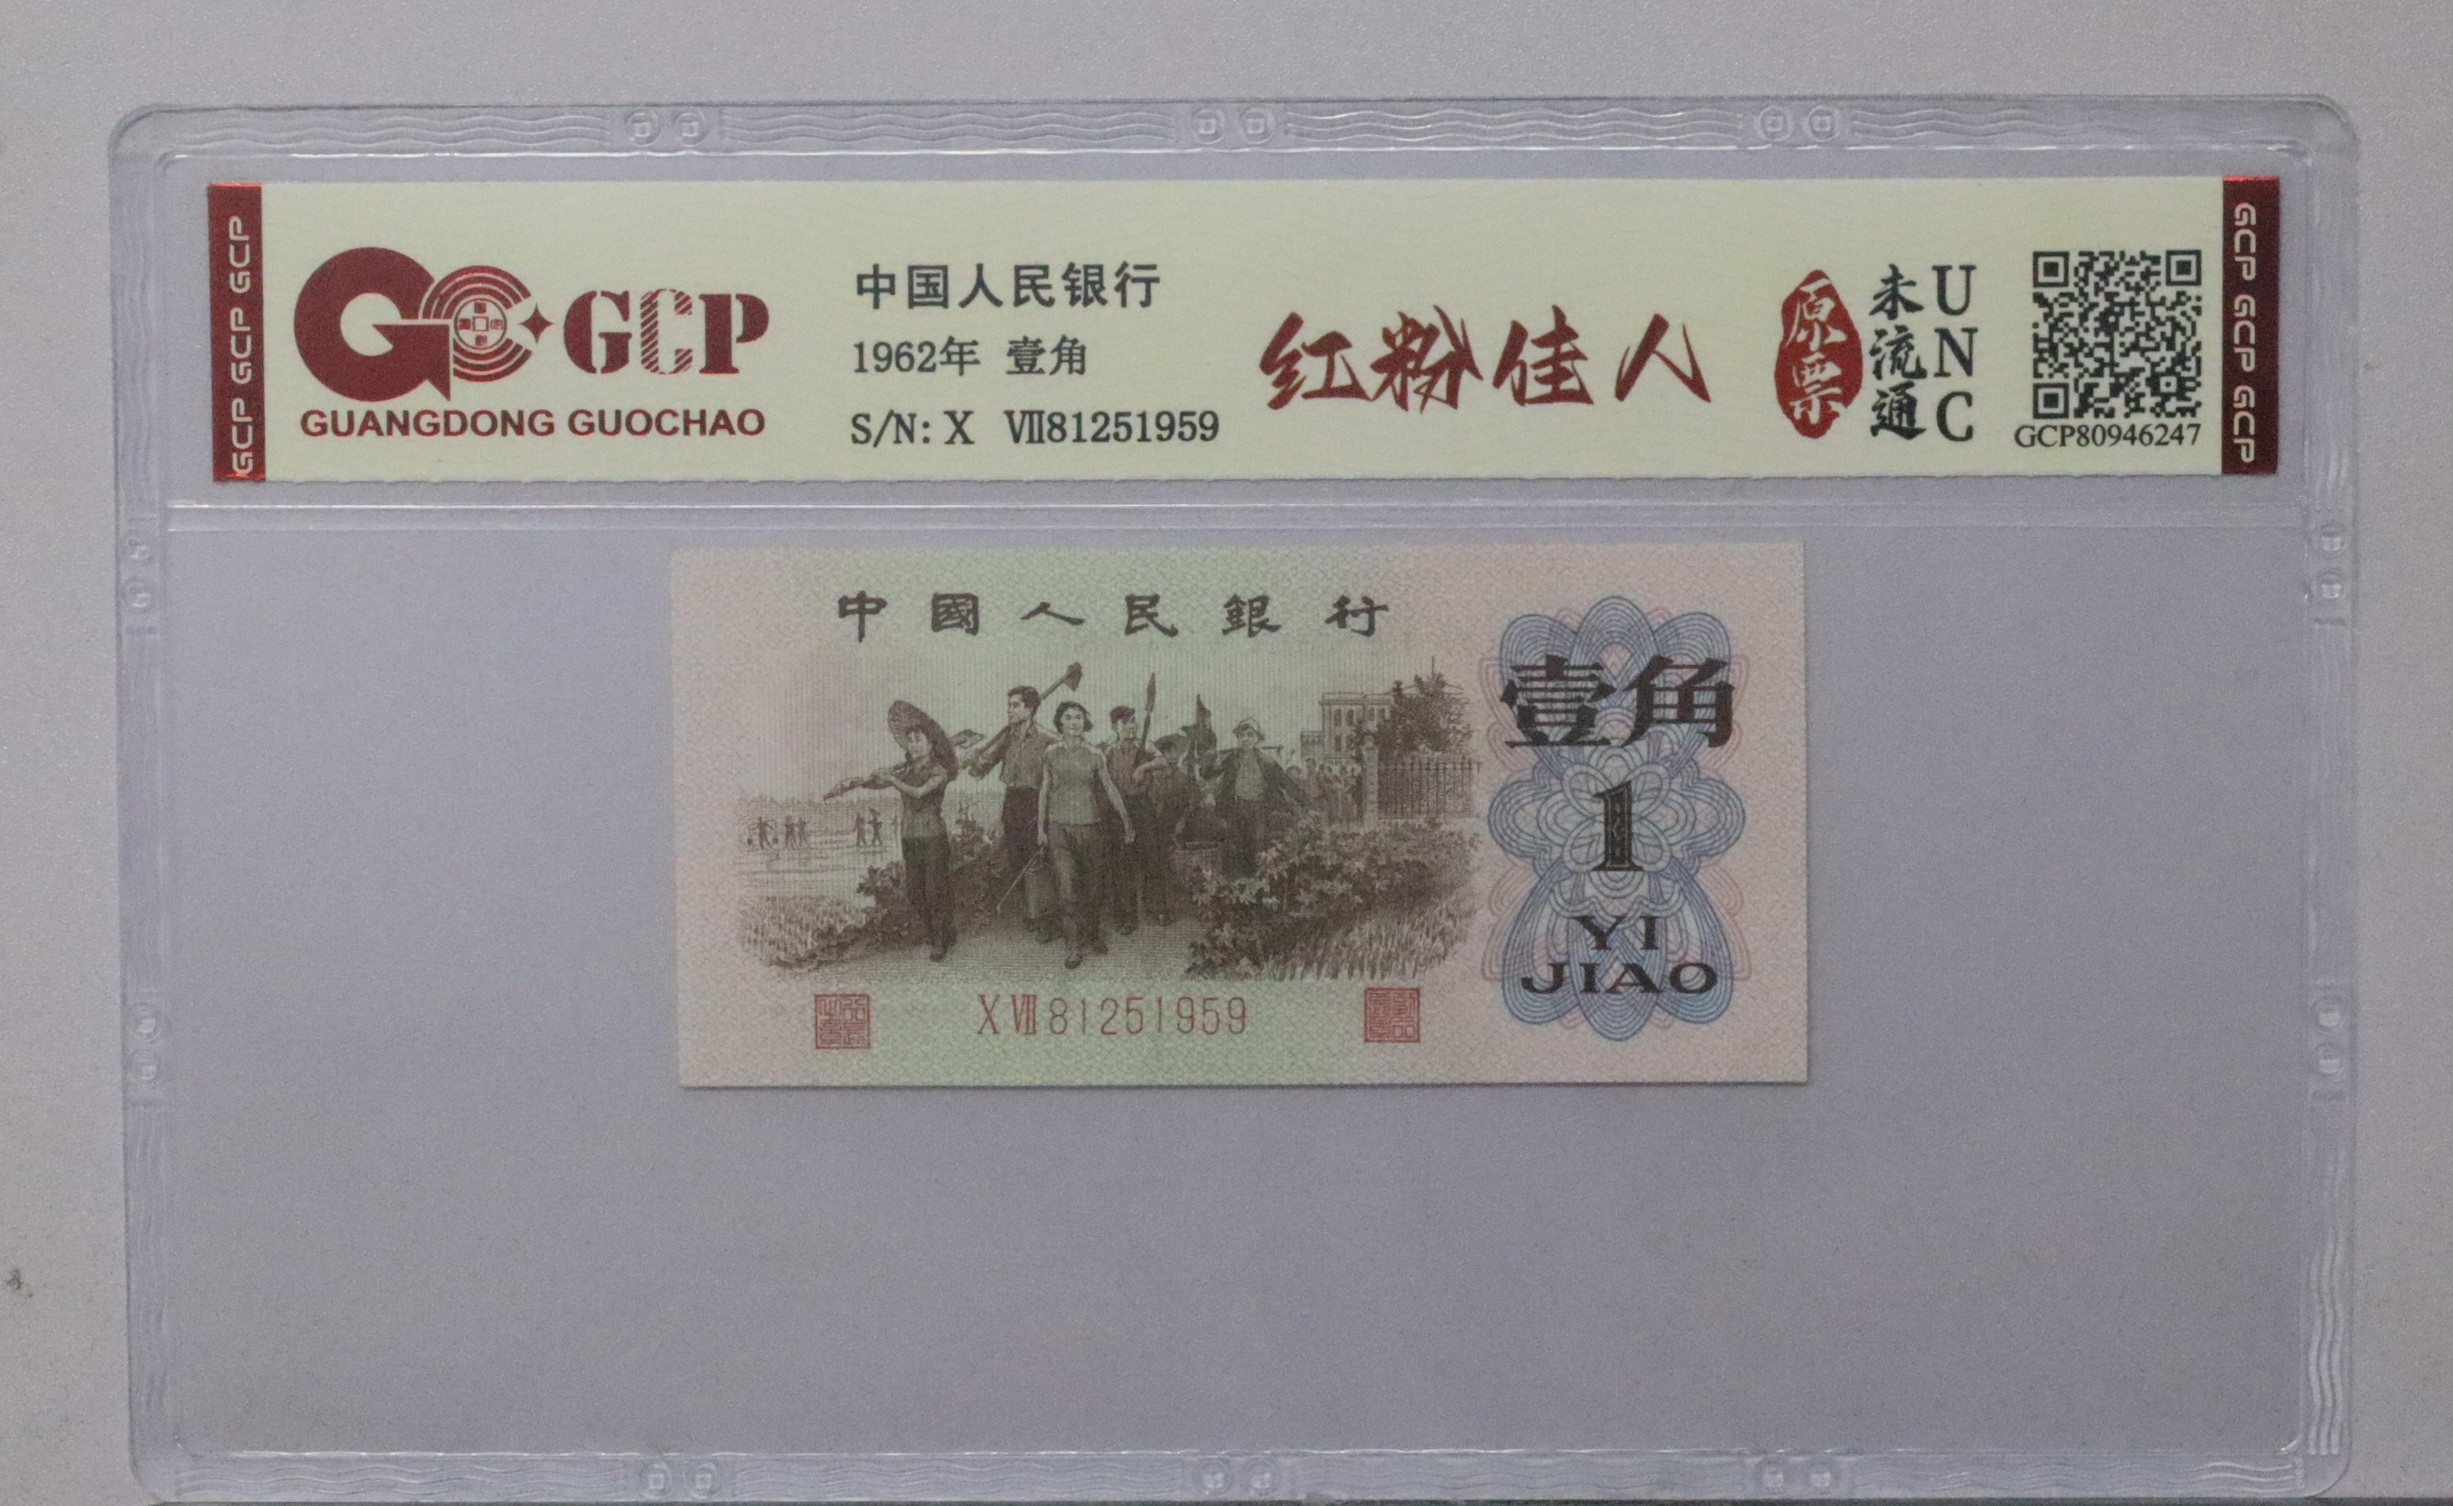 GCP GCP GCP
GCP
GUANGDONG GUOCHAO
中国人民银行
1962年 壹角
S/N: X Ⅶ81251959
红粉佳人
原票
未流通
UNC
GCP80946247
GCP GCP GCP
中國人民銀行
壹角
1
YI
JIAO
X Ⅶ 81251959